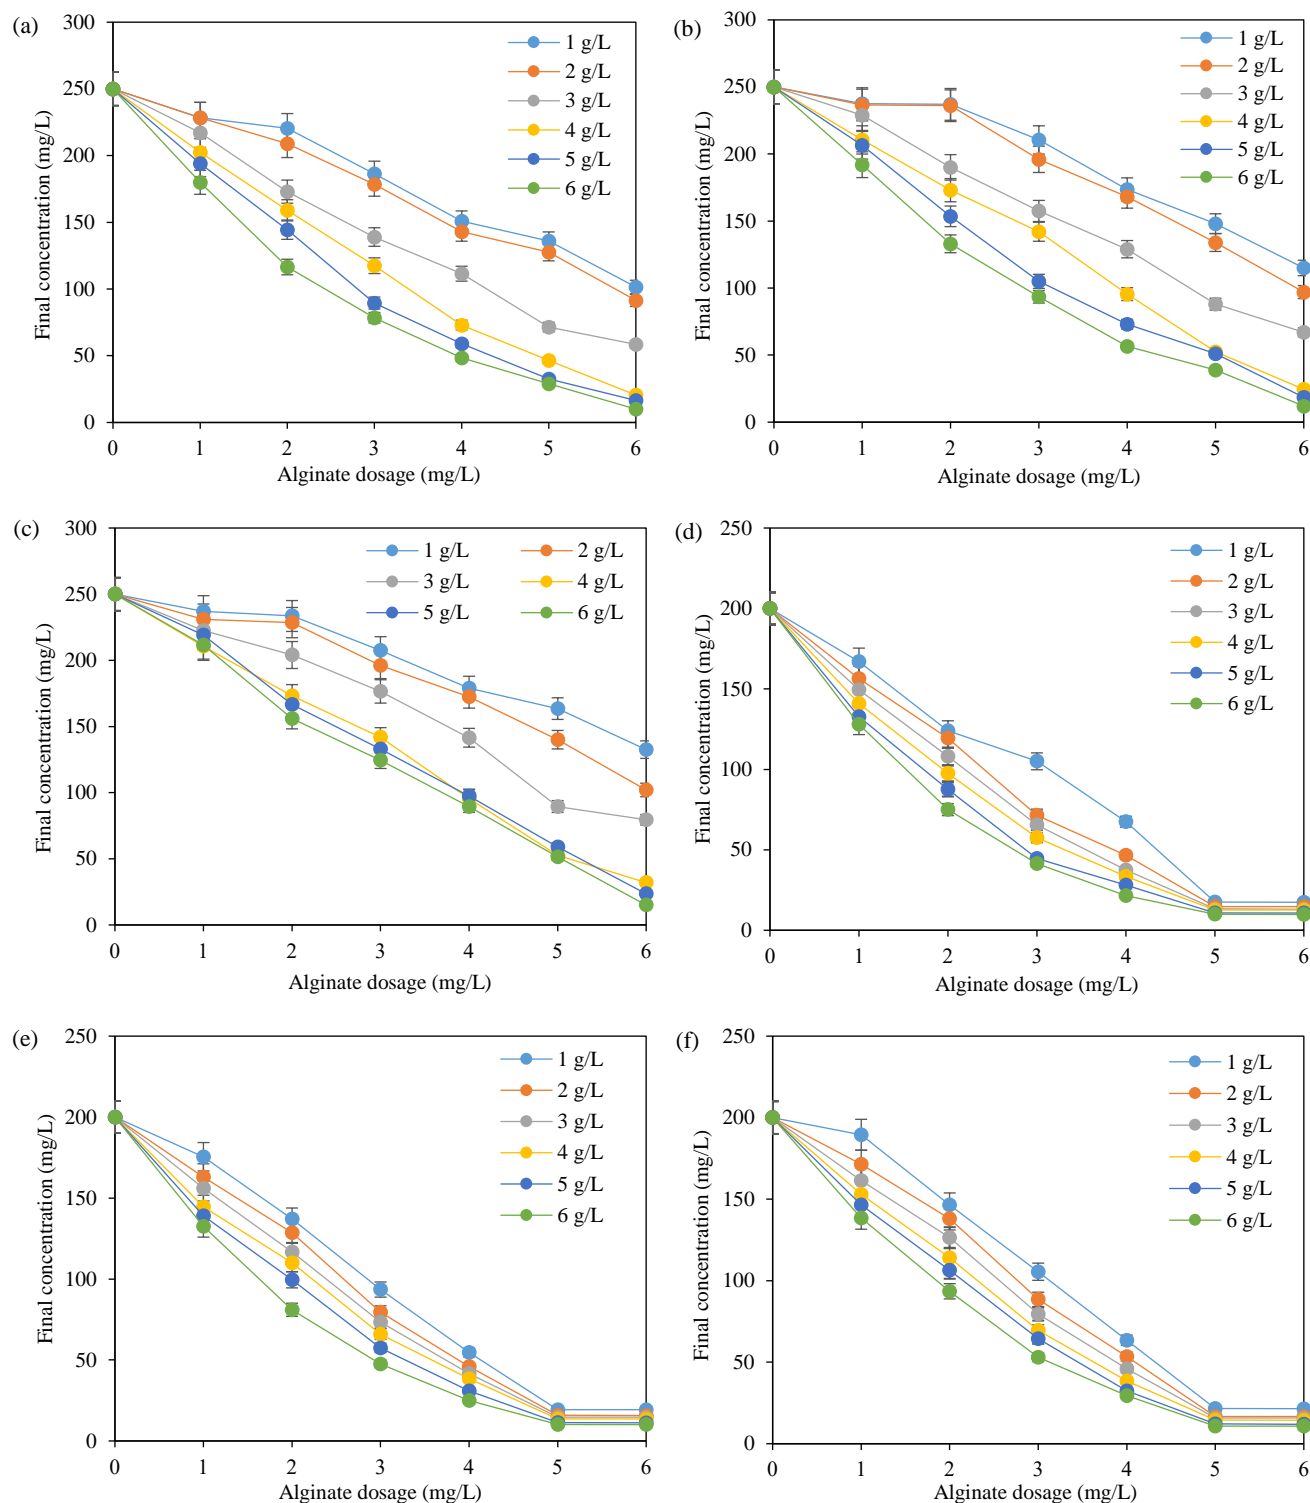 (a)
300
250
200
150
100
50
0
Final concentration (mg/L)
1 g/L
2 g/L
3 g/L
4 g/L
5 g/L
6 g/L
0 1 2 3 4 5 6
Alginate dosage (mg/L)
(b)
300
250
200
150
100
50
0
Final concentration (mg/L)
1 g/L
2 g/L
3 g/L
4 g/L
5 g/L
6 g/L
0 1 2 3 4 5 6
Alginate dosage (mg/L)
(c)
300
250
200
150
100
50
0
Final concentration (mg/L)
1 g/L 2 g/L
3 g/L 4 g/L
5 g/L 6 g/L
0 1 2 3 4 5 6
Alginate dosage (mg/L)
(d)
250
200
150
100
50
0
Final concentration (mg/L)
1 g/L
2 g/L
3 g/L
4 g/L
5 g/L
6 g/L
0 1 2 3 4 5 6
Alginate dosage (mg/L)
(e)
250
200
150
100
50
0
Final concentration (mg/L)
1 g/L
2 g/L
3 g/L
4 g/L
5 g/L
6 g/L
0 1 2 3 4 5 6
Alginate dosage (mg/L)
(f)
250
200
150
100
50
0
Final concentration (mg/L)
1 g/L
2 g/L
3 g/L
4 g/L
5 g/L
6 g/L
0 1 2 3 4 5 6
Alginate dosage (mg/L)